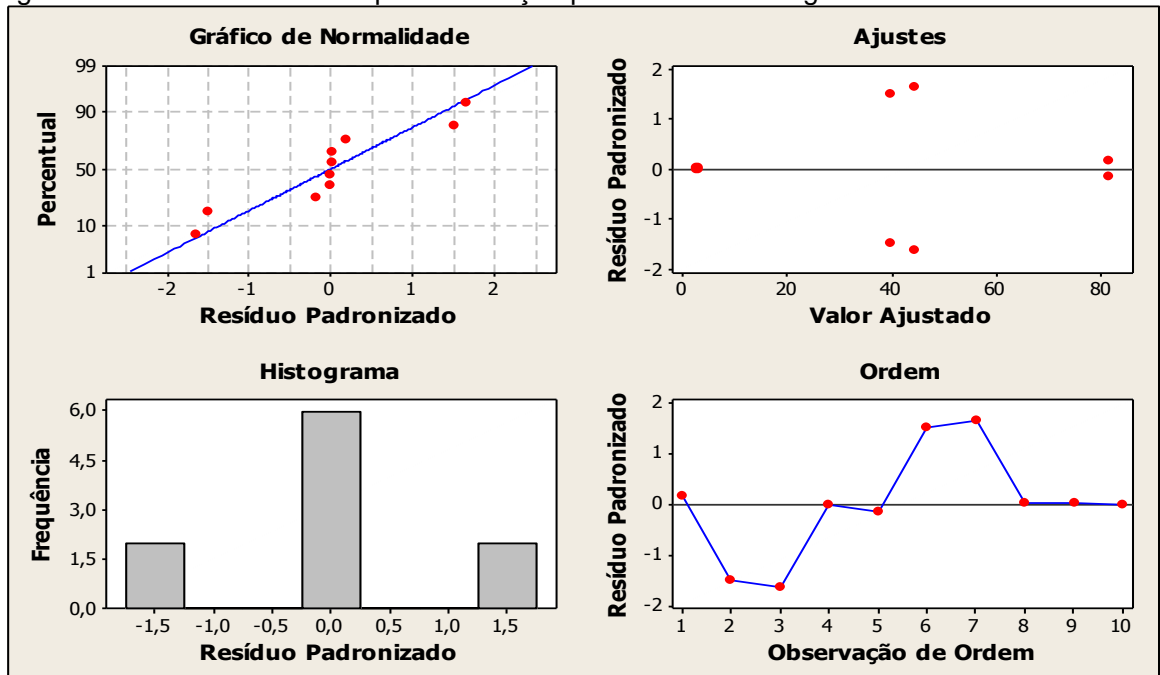 Gráfico de Normalidade
99
90
50
10
1
Percentual
-2 -1 0 1 2
Resíduo Padronizado
Ajustes
2
1
0
-1
-2
Resíduo Padronizado
0 20 40 60 80
Valor Ajustado
Histograma
6,0
4,5
3,0
1,5
0,0
Frequência
-1,5 -1,0 -0,5 0,0 0,5 1,0 1,5
Resíduo Padronizado
Ordem
2
1
0
-1
-2
Resíduo Padronizado
1 2 3 4 5 6 7 8 9 10
Observação de Ordem